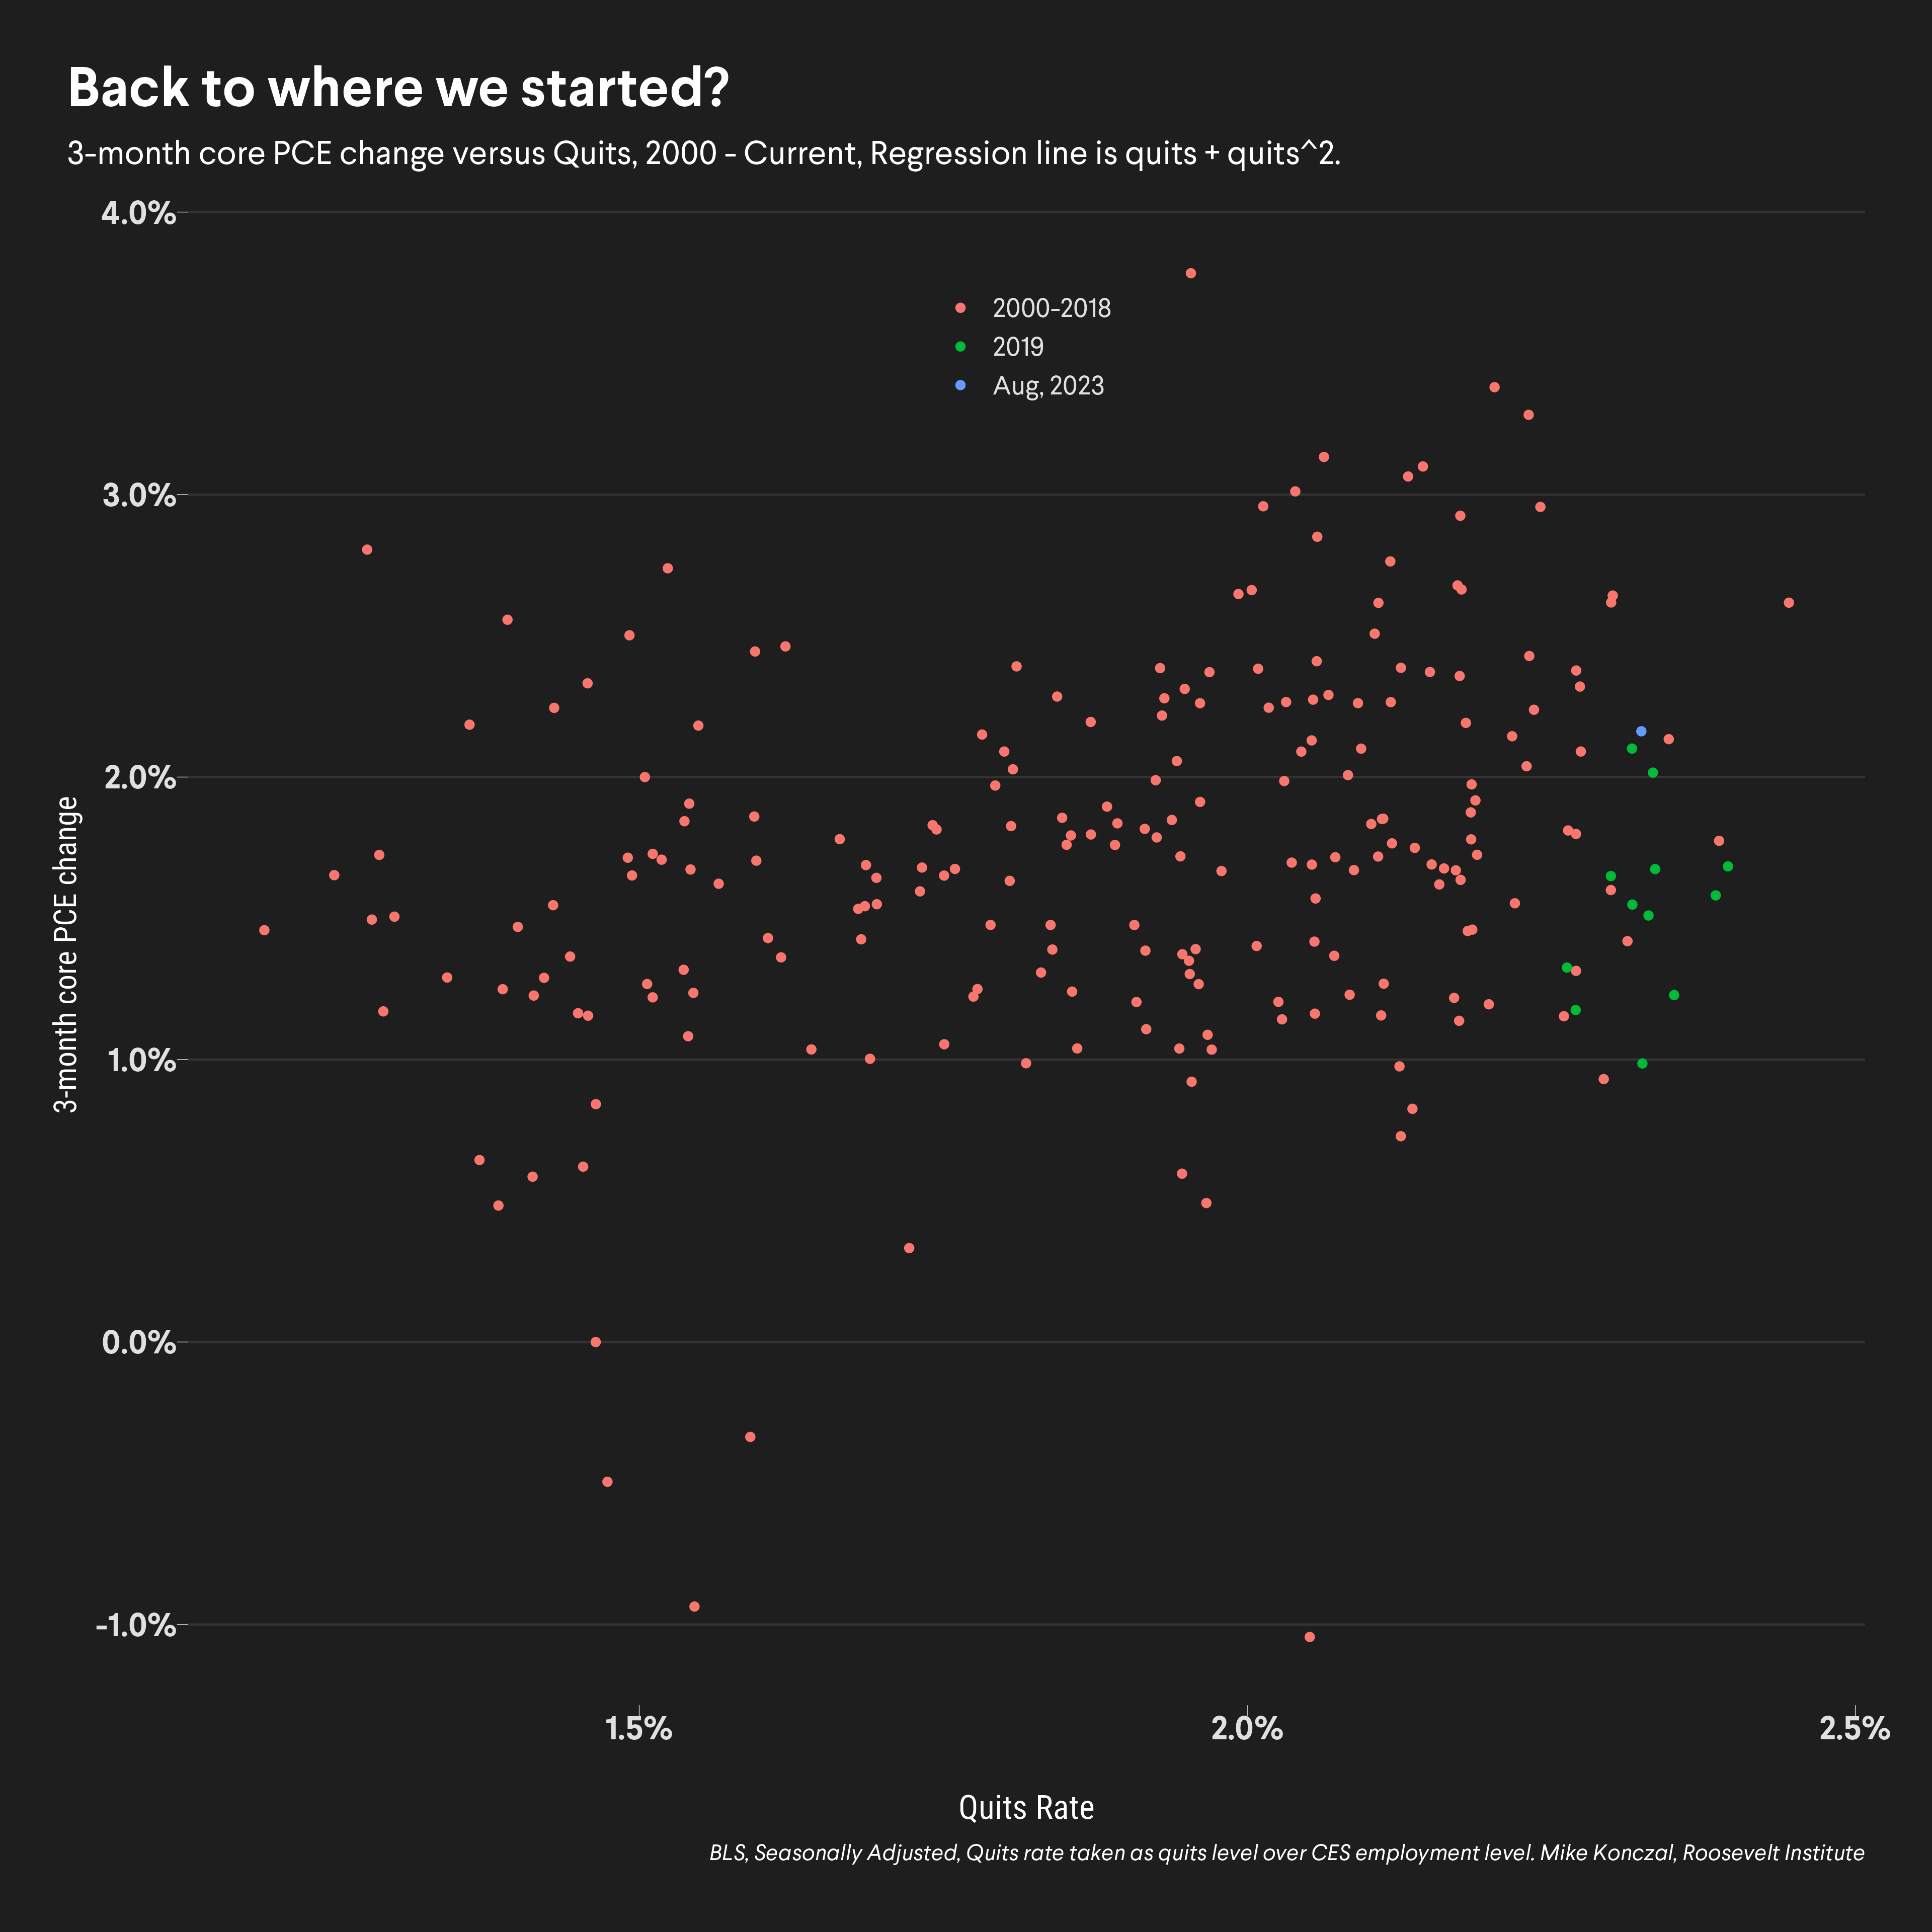 Back to where we started?
3-month core PCE change versus Quits, 2000 - Current, Regression line is quits + quits^2.
4.0%
2000-2018
2019
Aug, 2023
3.0%
2.0%
3-month core PCE change
1.0%
0.0%
-1.0%
1.5%
2.0%
2.5%
Quits Rate
BLS, Seasonally Adjusted, Quits rate taken as quits level over CES employment level. Mike Konczal, Roosevelt Institute